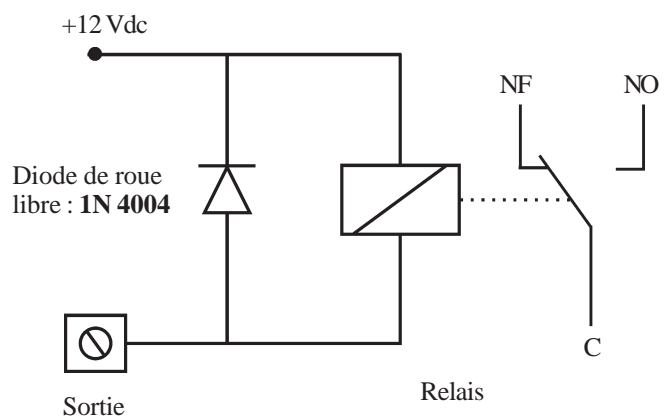 +12 Vdc
NF
NO
Diode de roue
libre : 1N 4004
C
Relais
Sortie